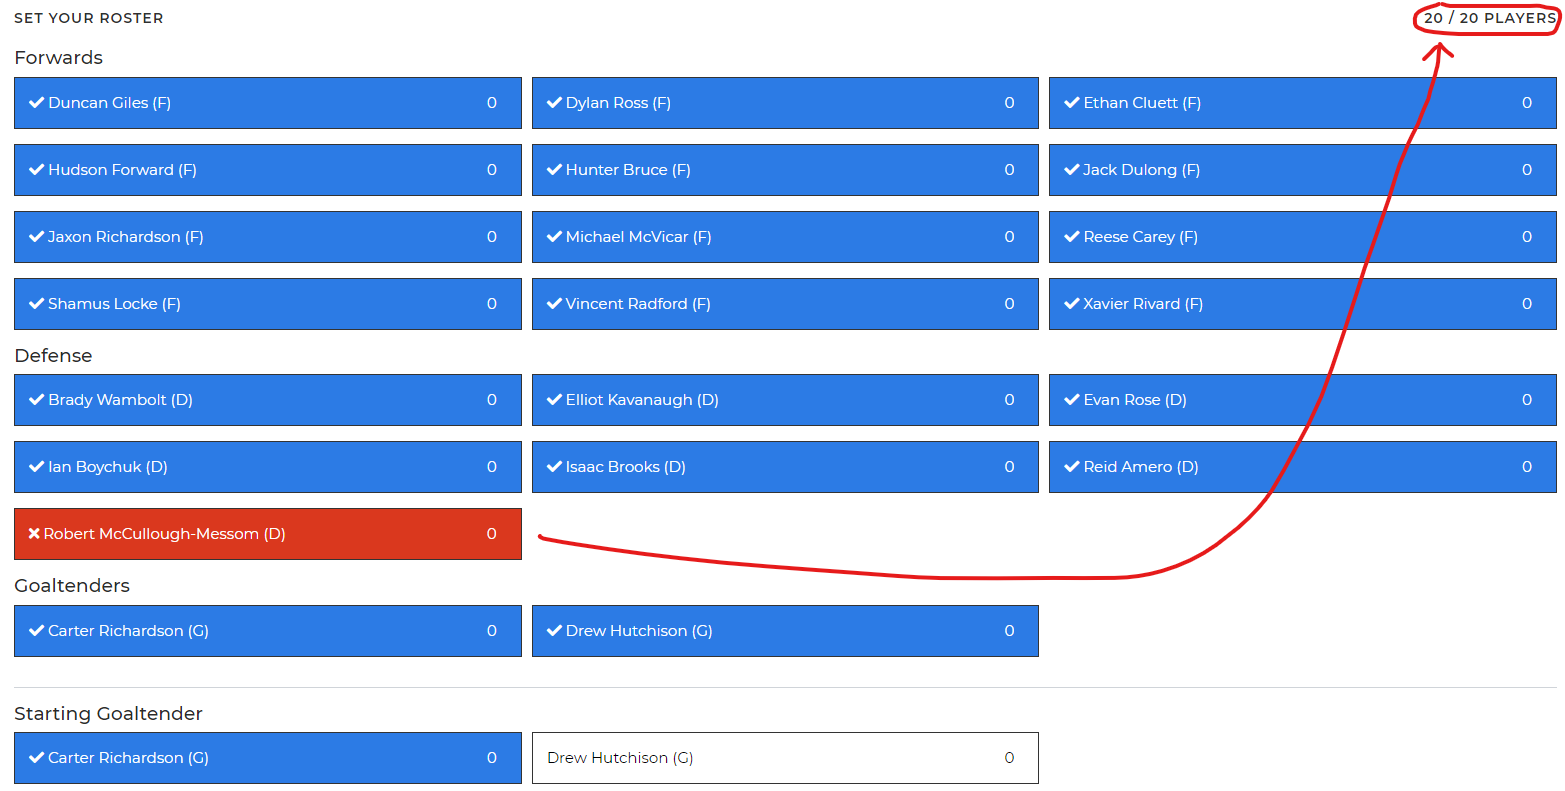 SET YOUR ROSTER 20 / 20 PLAYERS
Forwards
Duncan Giles (F) 0 Dylan Ross (F) 0 Ethan Cluett (F) 0
Hudson Forward (F) 0 Hunter Bruce (F) 0 Jack Dulong (F) 0
Jaxon Richardson (F) 0 Michael McVicar (F) 0 Reese Carey (F) 0
Shamus Locke (F) 0 Vincent Radford (F) 0 Xavier Rivard (F) 0
Defense
Brady Wambolt (D) 0 Elliot Kavanaugh (D) 0 Evan Rose (D) 0
Ian Boychuk (D) 0 Isaac Brooks (D) 0 Reid Amero (D) 0
Robert McCullough-Messom (D) 0
Goaltenders
Carter Richardson (G) 0 Drew Hutchison (G) 0
Starting Goaltender
Carter Richardson (G) 0 Drew Hutchison (G) 0